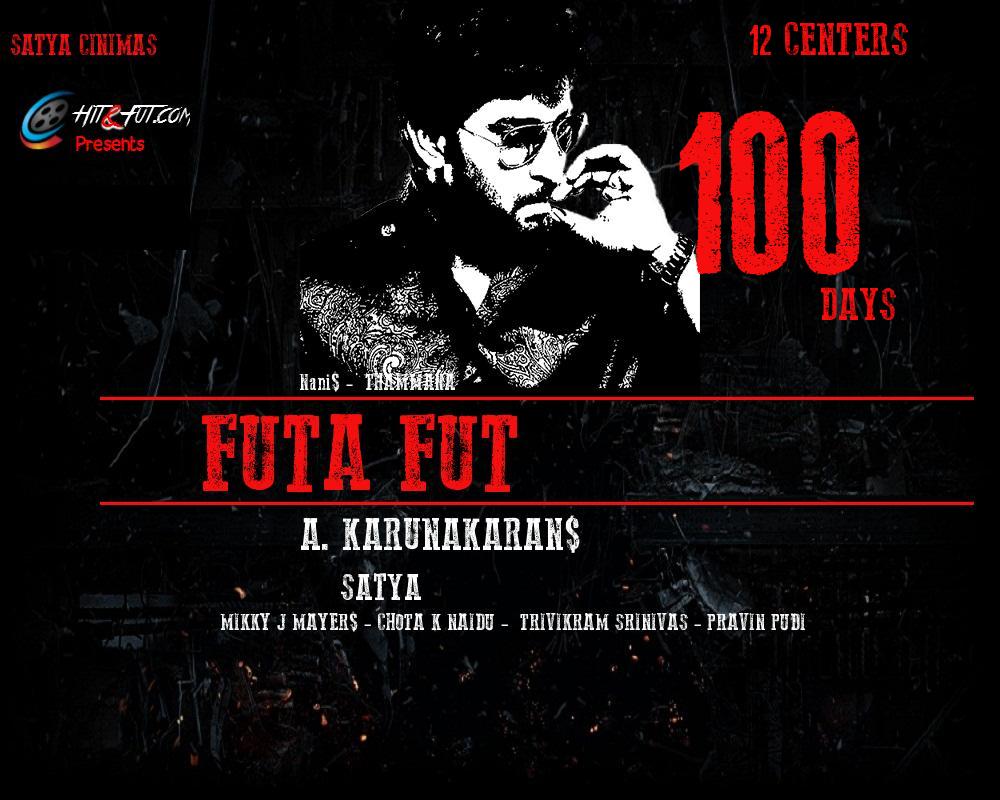 SATYA CINIMAS
12 CENTERS
HIT&FUT.COM
Presents
100
DAYS
Nani$ - THAMMANA
FUTA FUT
A. KARUNAKARAN$
SATYA
MIKKY J MAYER$ - CHOTA K NAIDU - TRIVIKRAM SRINIVAS - PRAVIN PUDI